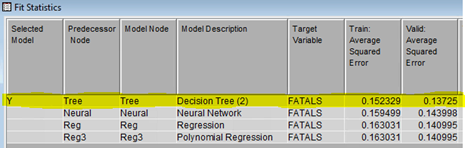 Fit Statistics
Selected Model Predecessor Node Model Node Model Description Target Variable Train: Average Squared Error Valid: Average Squared Error
Y Tree Tree Decision Tree (2) FATALS 0.152329 0.13725
Neural Neural Neural Network FATALS 0.159499 0.143998
Reg Reg Regression FATALS 0.163031 0.140995
Reg3 Reg3 Polynomial Regression FATALS 0.163031 0.140995